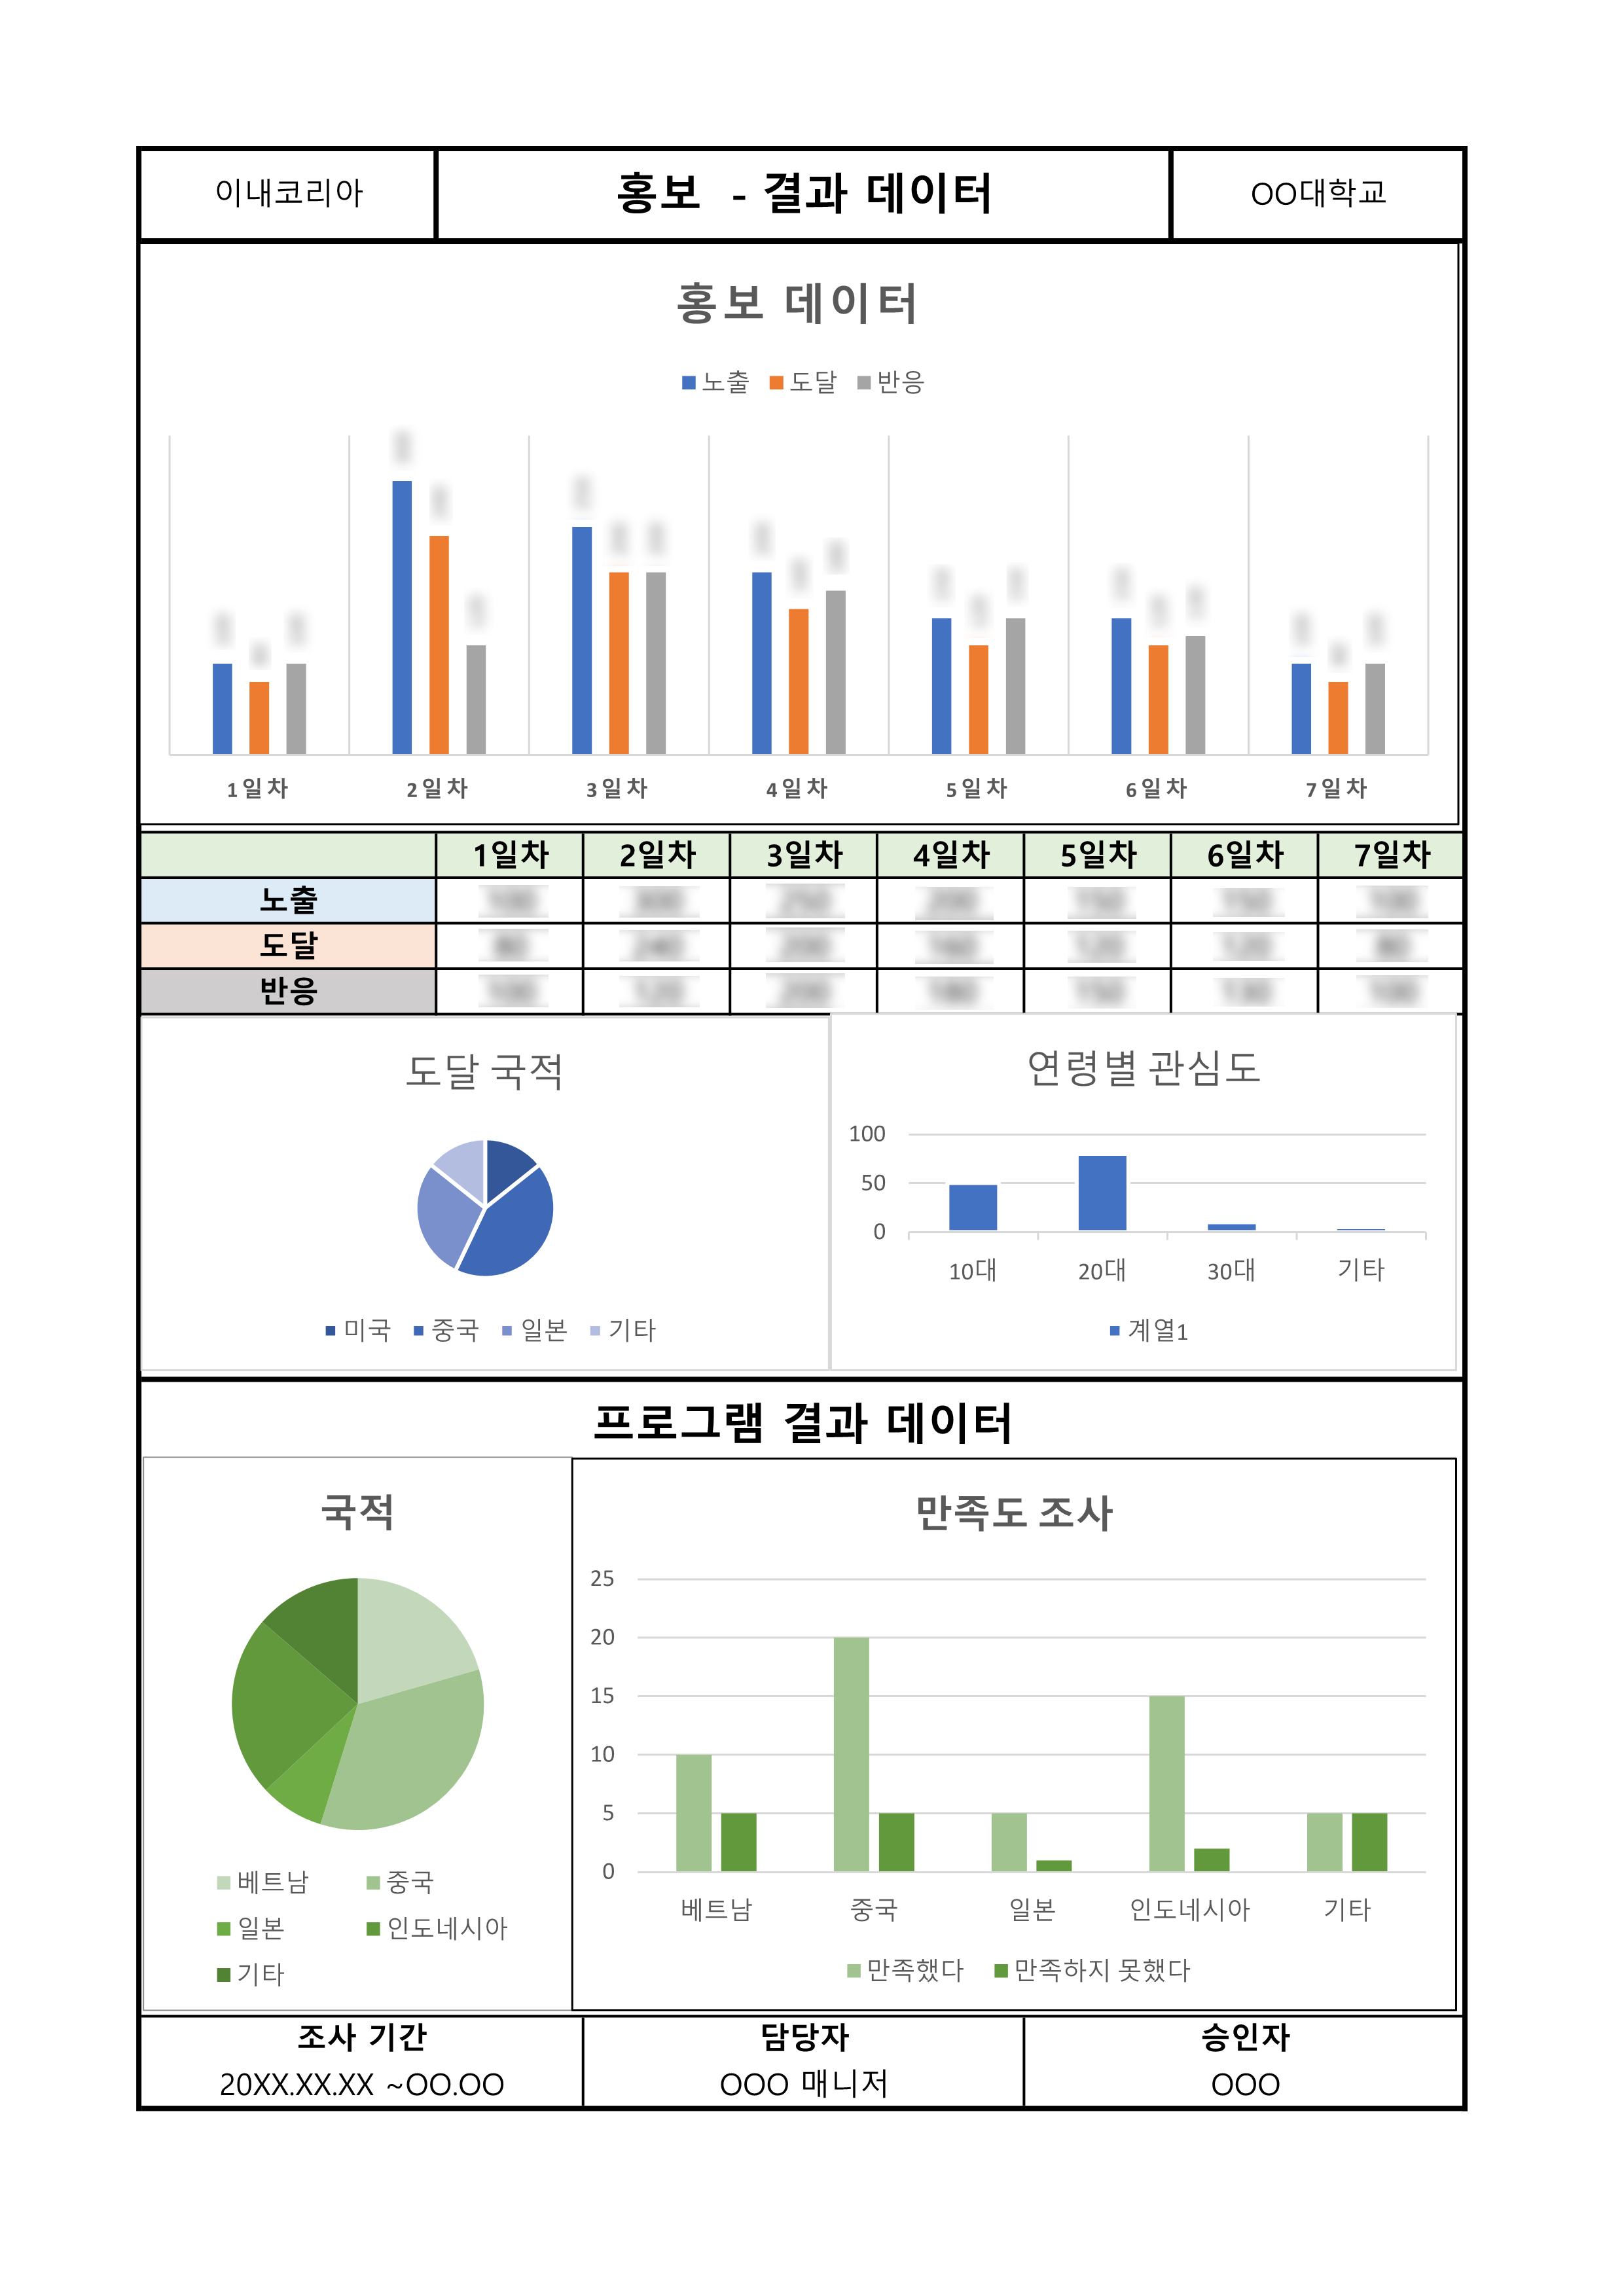 이내코리아
홍보 - 결과 데이터
OO대학교
홍보 데이터
노출 도달 반응
1일차 2일차 3일차 4일차 5일차 6일차 7일차
1일차 2일차 3일차 4일차 5일차 6일차 7일차
노출
도달
반응
도달 국적
미국 중국 일본 기타
연령별 관심도
100
50
0
10대 20대 30대 기타
계열1
프로그램 결과 데이터
국적
베트남 중국
일본 인도네시아
기타
만족도 조사
25
20
15
10
5
0
베트남 중국 일본 인도네시아 기타
만족했다 만족하지 못했다
조사 기간 담당자 승인자
20XX.XX.XX ~OO.OO OOO 매니저 OOO